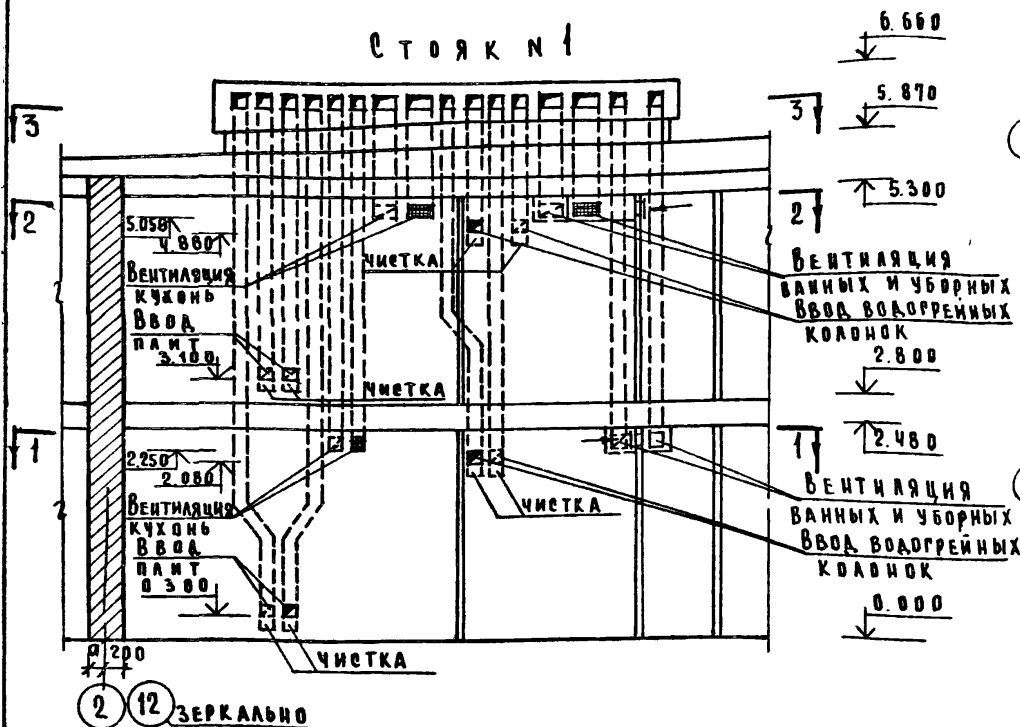 Стояк N1
6.660
3 3 5.870
5.300
2 2
5.050
4.860
чистка
Вентиляция
кухонь
Ввод
плит
3.100
чистка
Вентиляция
ванных и уборных
Ввод водогрейных
колонок
2.800
1 1 2.480
2.250
2.080
Вентиляция
кухонь
Ввод
плит
0.300
чистка
чистка
Вентиляция
ванных и уборных
Ввод водогрейных
колонок
0.000
200
2 12 зеркально